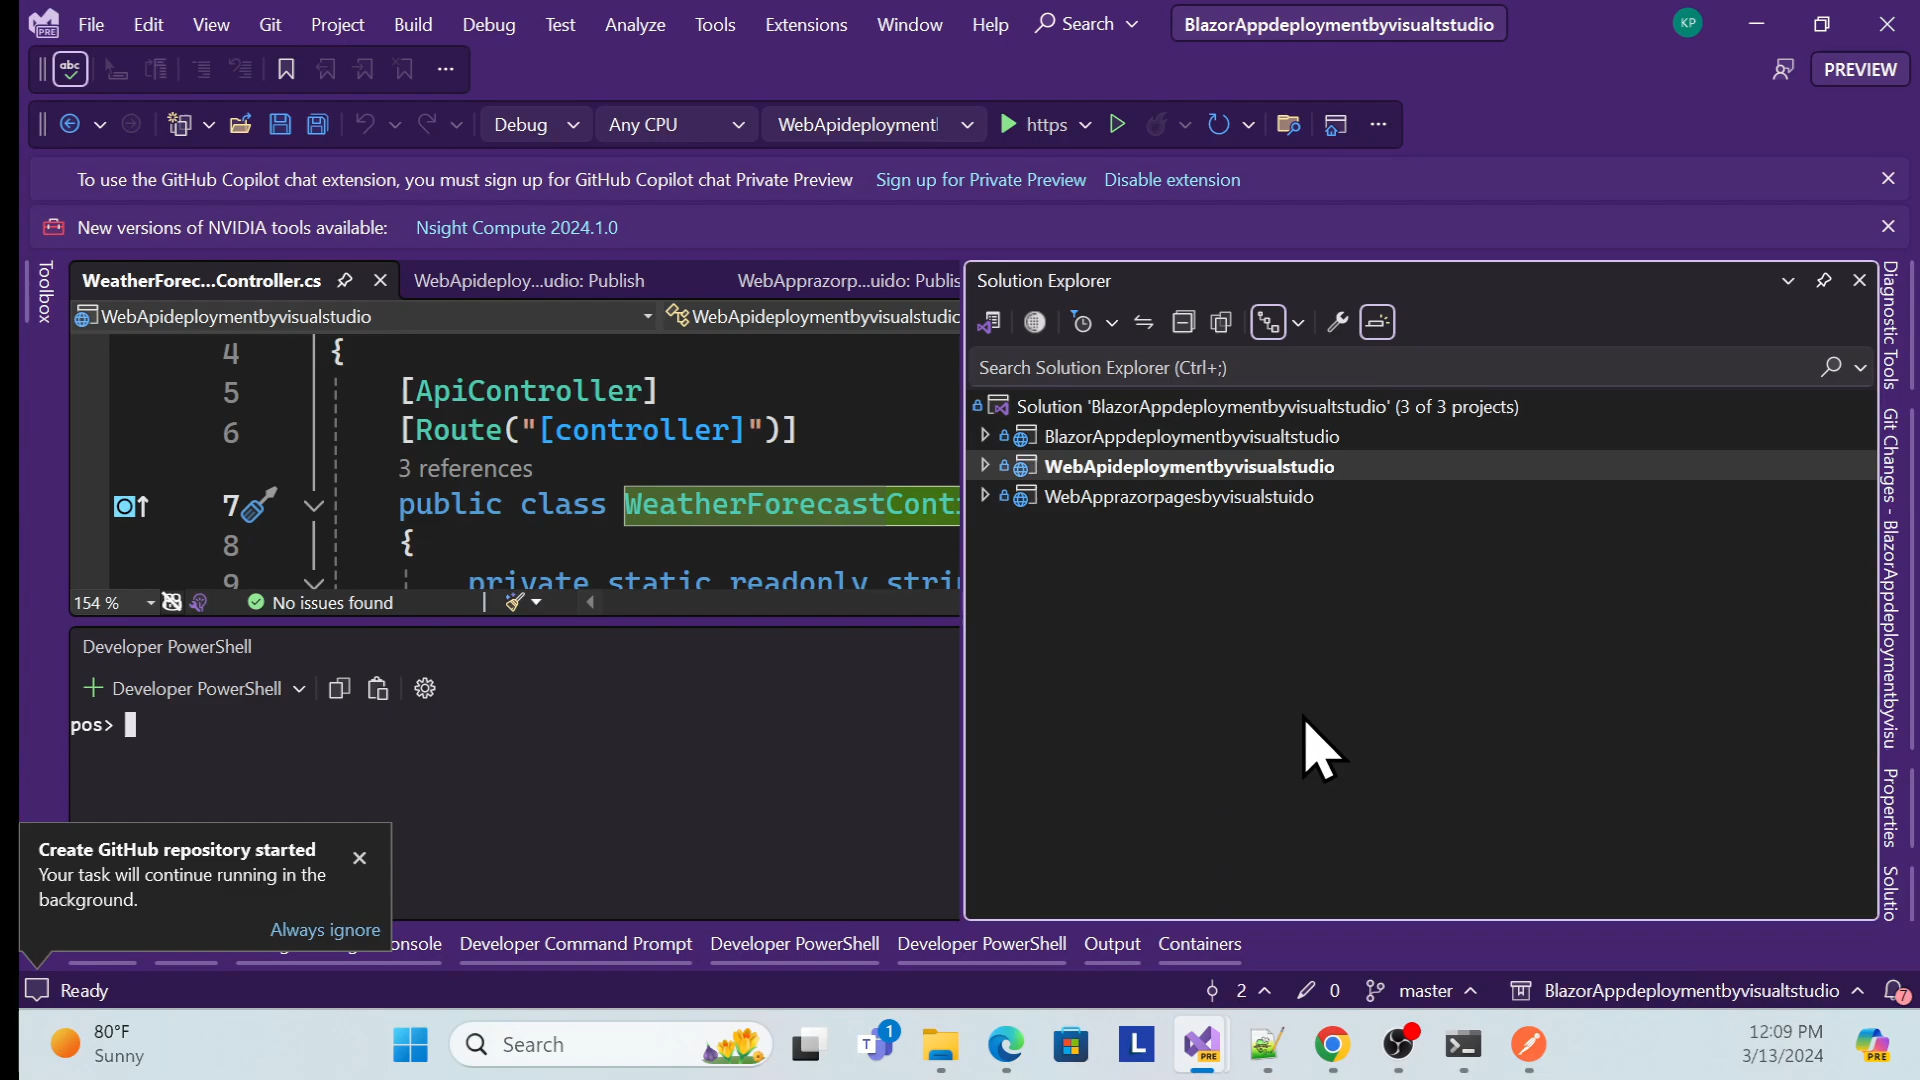 File Edit View Git Project Build Debug Test Analyze Tools Extensions Window Help Search BlazorAppdeploymentbyvisualtstudio KP
abc PREVIEW
Debug Any CPU WebApideployment https
To use the GitHub Copilot chat extension, you must sign up for GitHub Copilot chat Private Preview Sign up for Private Preview Disable extension
New versions of NVIDIA tools available: Nsight Compute 2024.1.0
Toolbox
WeatherForec...Controller.cs WebApideploy...udio: Publish WebApprazorp...uido: Publis
WebApideploymentbyvisualstudio WebApideploymentbyvisualstudic
4 {
5 [ApiController]
6 [Route("[controller]")]
3 references
7 public class WeatherForecastCont
8 {
9 private static readonly stri
154 % No issues found
Developer PowerShell
Developer PowerShell
pos>
Solution Explorer
Search Solution Explorer (Ctrl+;)
Solution 'BlazorAppdeploymentbyvisualtstudio' (3 of 3 projects)
BlazorAppdeploymentbyvisualtstudio
WebApideploymentbyvisualstudio
WebApprazorpagesbyvisualstuido
Diagnostic Tools
Git Changes - BlazorAppdeploymentbyvisu
Properties
Solutio
Create GitHub repository started
Your task will continue running in the
background.
Always ignore
onsole Developer Command Prompt Developer PowerShell Developer PowerShell Output Containers
Ready 2 0 master BlazorAppdeploymentbyvisualtstudio 7
80°F
Sunny
Search
1
T
L
PRE
PRE
12:09 PM
3/13/2024